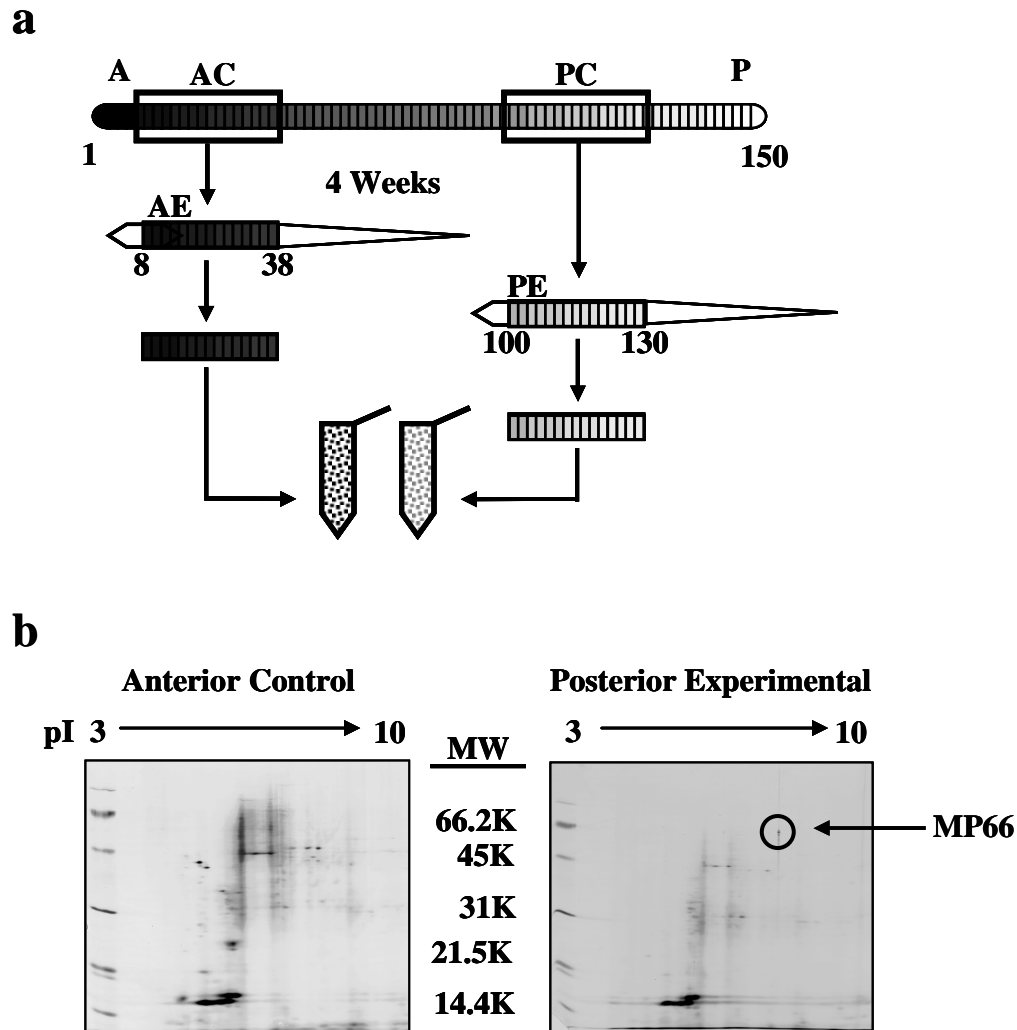 a
A AC PC P
1 150
4 Weeks
AE
8 38
PE
100 130
b
Anterior Control Posterior Experimental
pI 3 10 3 10
MW
66.2K
MP66
45K
31K
21.5K
14.4K